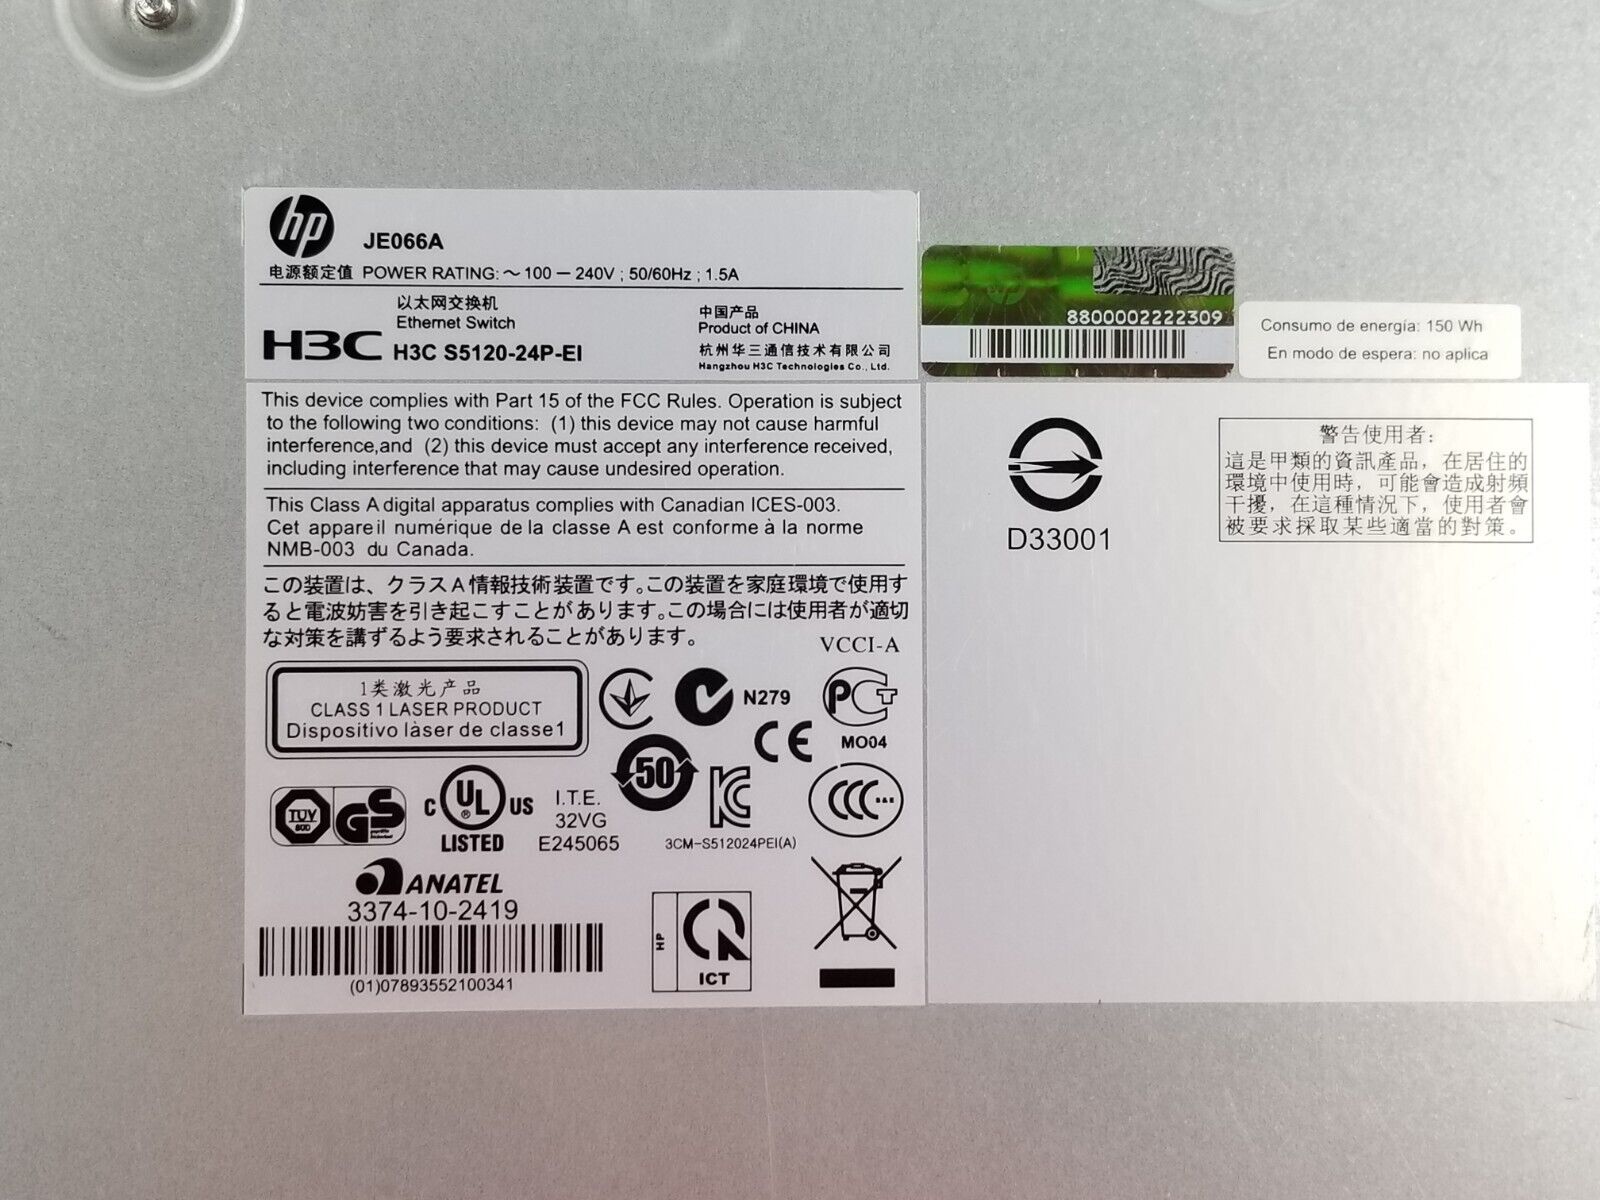 hp
JE066A
电源额定值 POWER RATING: ～ 100 — 240V ; 50/60Hz ; 1.5A
以太网交换机
Ethernet Switch
H3C H3C S5120-24P-EI
中国产品
Product of CHINA
杭州华三通信技术有限公司
Hangzhou H3C Technologies Co., Ltd.
8800002222309
Consumo de energía: 150 Wh
En modo de espera: no aplica
This device complies with Part 15 of the FCC Rules. Operation is subject
to the following two conditions: (1) this device may not cause harmful
interference,and (2) this device must accept any interference received,
including interference that may cause undesired operation.
This Class A digital apparatus complies with Canadian ICES-003.
Cet appareil numérique de la classe A est conforme à la norme
NMB-003 du Canada.
この装置は、クラスA情報技術装置です。この装置を家庭環境で使用す
ると電波妨害を引き起こすことがあります。この場合には使用者が適切
な対策を講ずるよう要求されることがあります。
VCCI-A
1类激光产品
CLASS 1 LASER PRODUCT
Dispositivo làser de classe1
N279
PCT
MO04
CE
50
KC
3CM-S512024PEI(A)
CCC S&E
TÜV
GS
C UL US
®
LISTED
I.T.E.
32VG
E245065
ANATEL
3374-10-2419
(01)07893552100341
HP
ICT
D33001
警告使用者:
這是甲類的資訊產品，在居住的
環境中使用時，可能會造成射頻
干擾，在這種情況下，使用者會
被要求採取某些適當的對策。